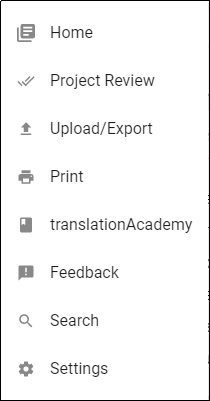 Home
Project Review
Upload/Export
Print
translationAcademy
Feedback
Search
Settings